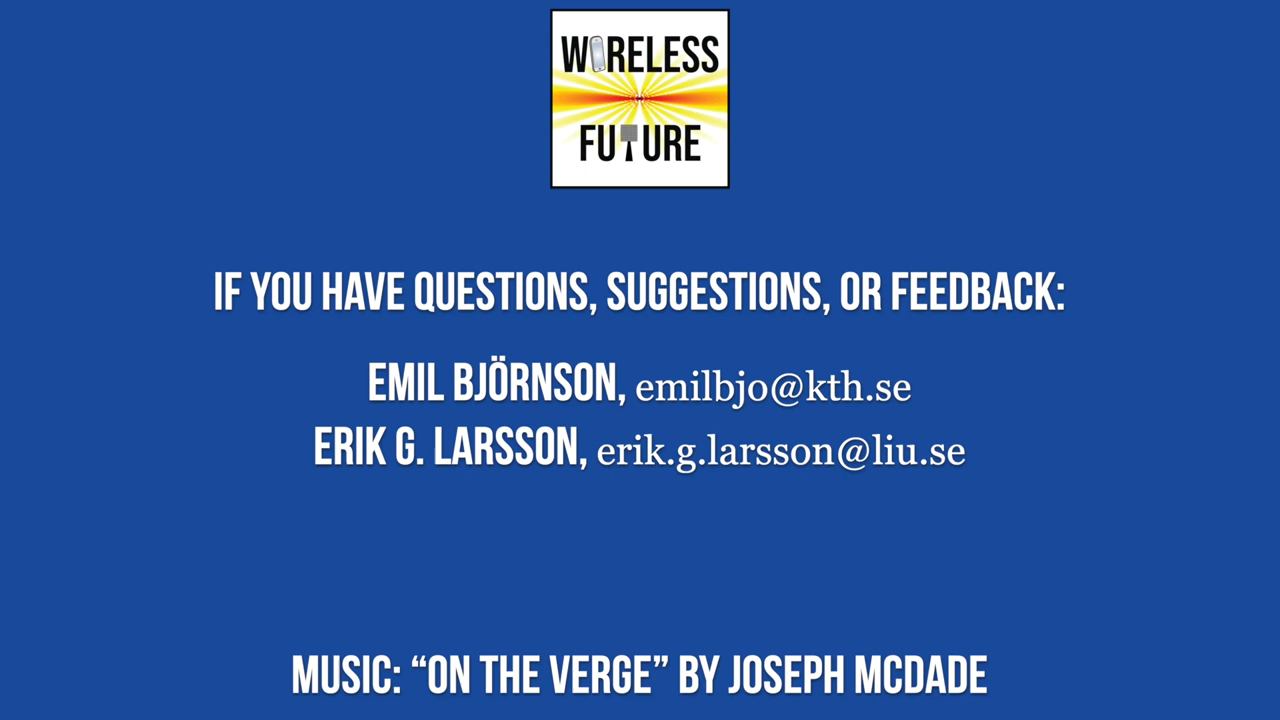 WIRELESS
FUTURE
IF YOU HAVE QUESTIONS, SUGGESTIONS, OR FEEDBACK:
EMIL BJÖRNSON, emilbjo@kth.se
ERIK G. LARSSON, erik.g.larsson@liu.se
MUSIC: “ON THE VERGE” BY JOSEPH MCDADE